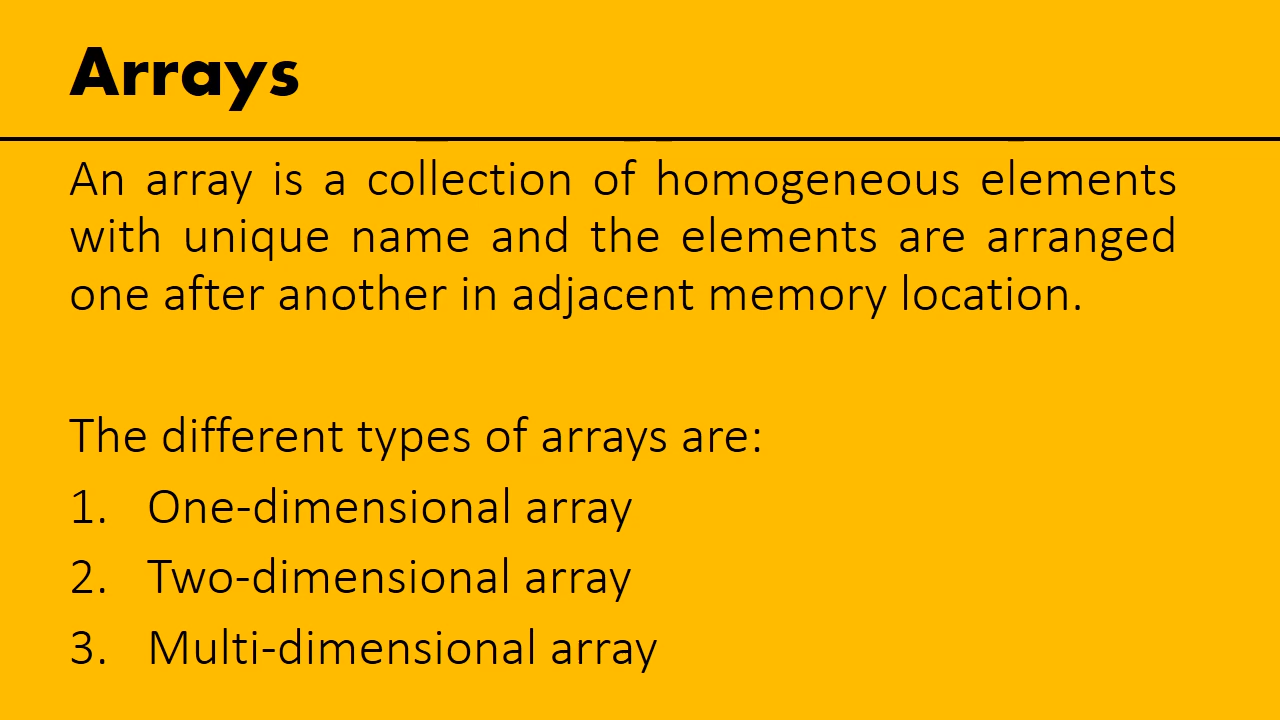 Arrays
An array is a collection of homogeneous elements
with unique name and the elements are arranged
one after another in adjacent memory location.
The different types of arrays are:
1. One-dimensional array
2. Two-dimensional array
3. Multi-dimensional array